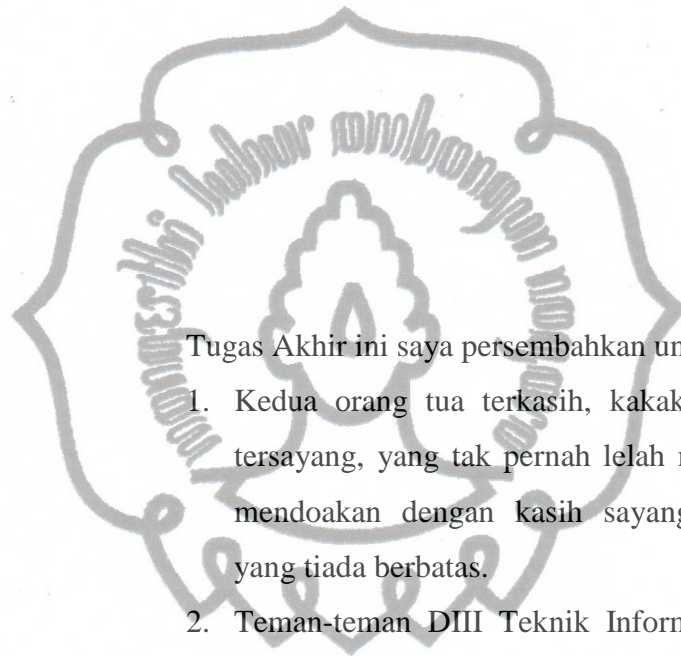 Tugas Akhir ini saya persembahkan un
1. Kedua orang tua terkasih, kakak
tersayang, yang tak pernah lelah
mendoakan dengan kasih sayang
yang tiada berbatas.
2. Teman-teman DIII Teknik